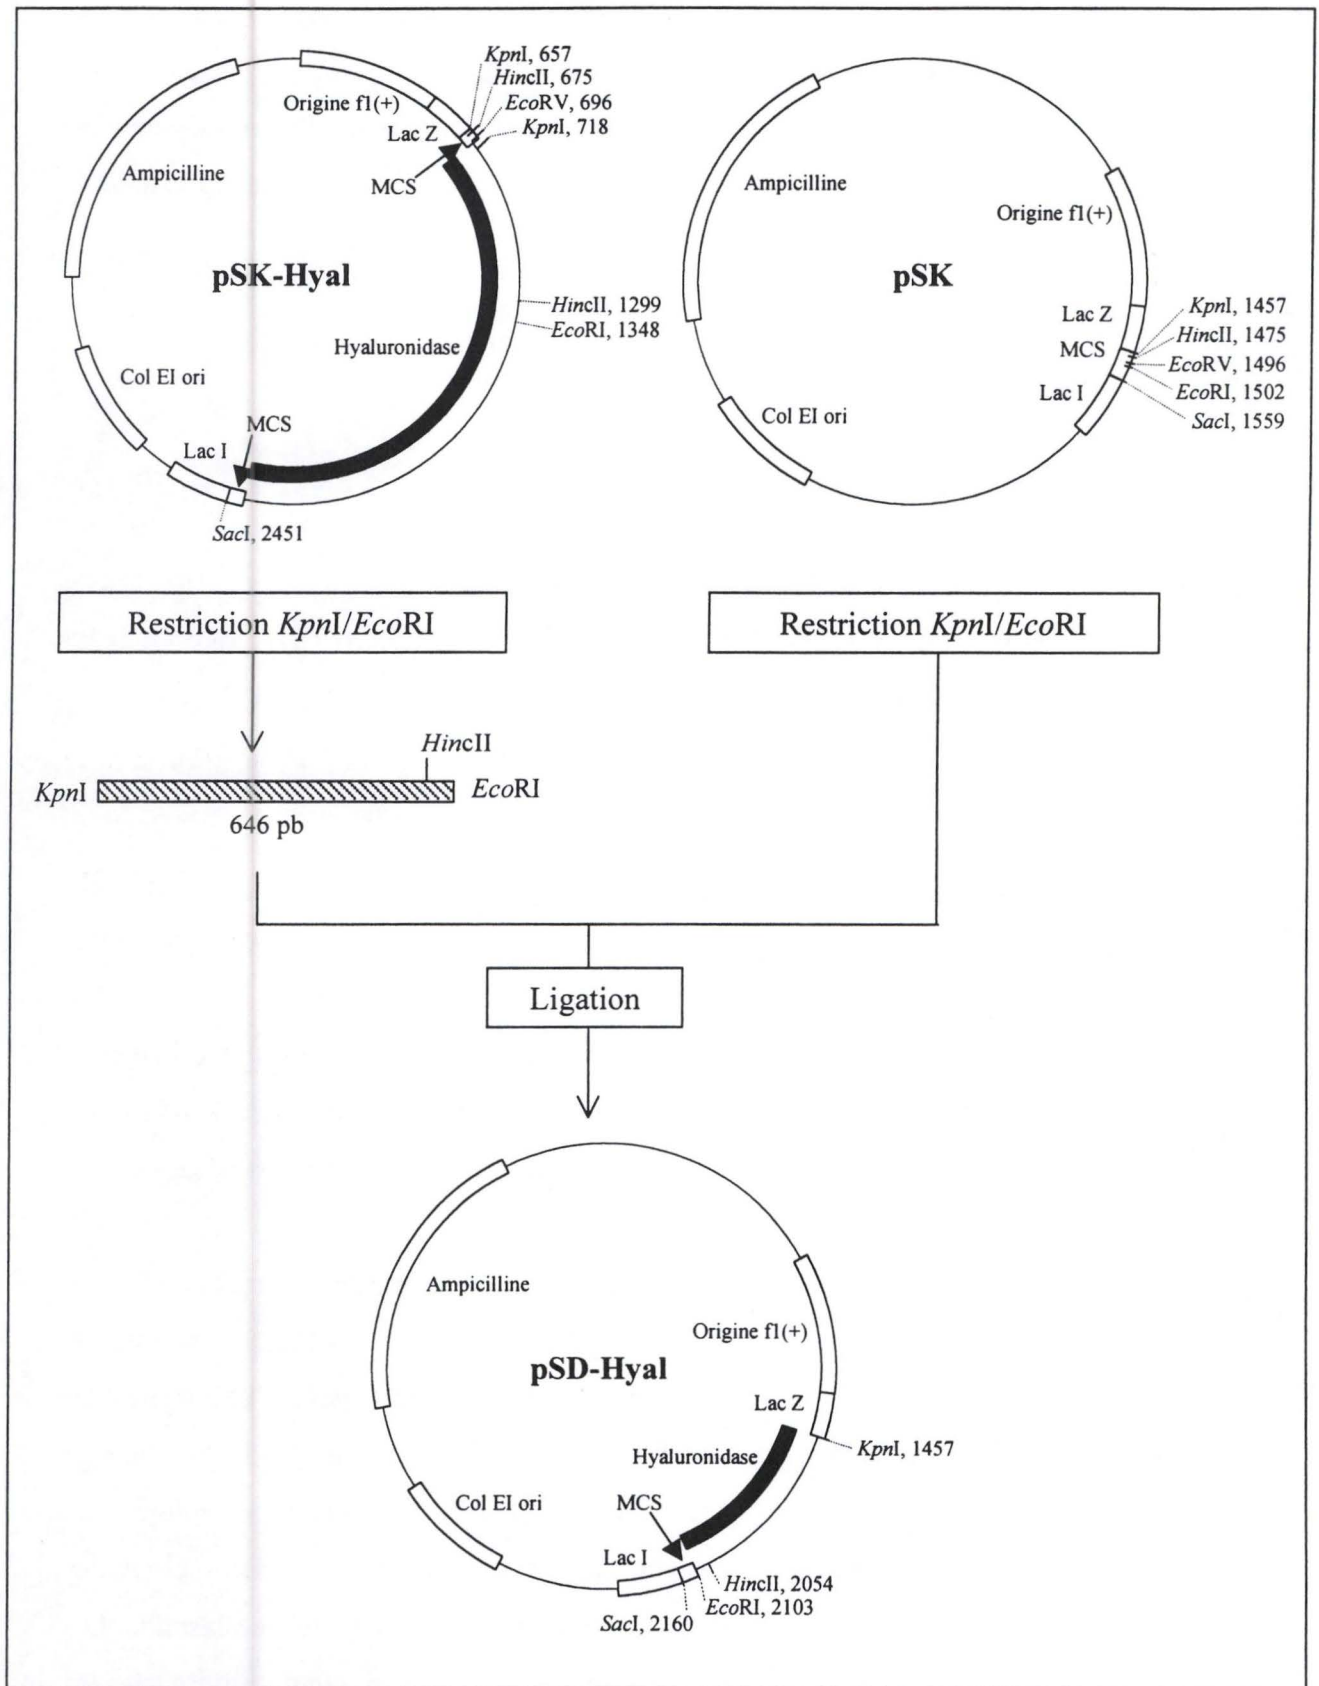 KpnI, 657
HincII, 675
EcoRV, 696
KpnI, 718
Origine f1(+)
Lac Z
MCS
Ampicilline
pSK-Hyal
HincII, 1299
EcoRI, 1348
Hyaluronidase
Col EI ori
MCS
Lac I
SacI, 2451
Ampicilline
Origine f1(+)
pSK
Lac Z
MCS
Lac I
KpnI, 1457
HincII, 1475
EcoRV, 1496
EcoRI, 1502
SacI, 1559
Col EI ori
Restriction KpnI/EcoRI
Restriction KpnI/EcoRI
HincII
KpnI
EcoRI
646 pb
Ligation
Ampicilline
Origine f1(+)
pSD-Hyal
Lac Z
KpnI, 1457
Hyaluronidase
MCS
Col EI ori
Lac I
HincII, 2054
EcoRI, 2103
SacI, 2160